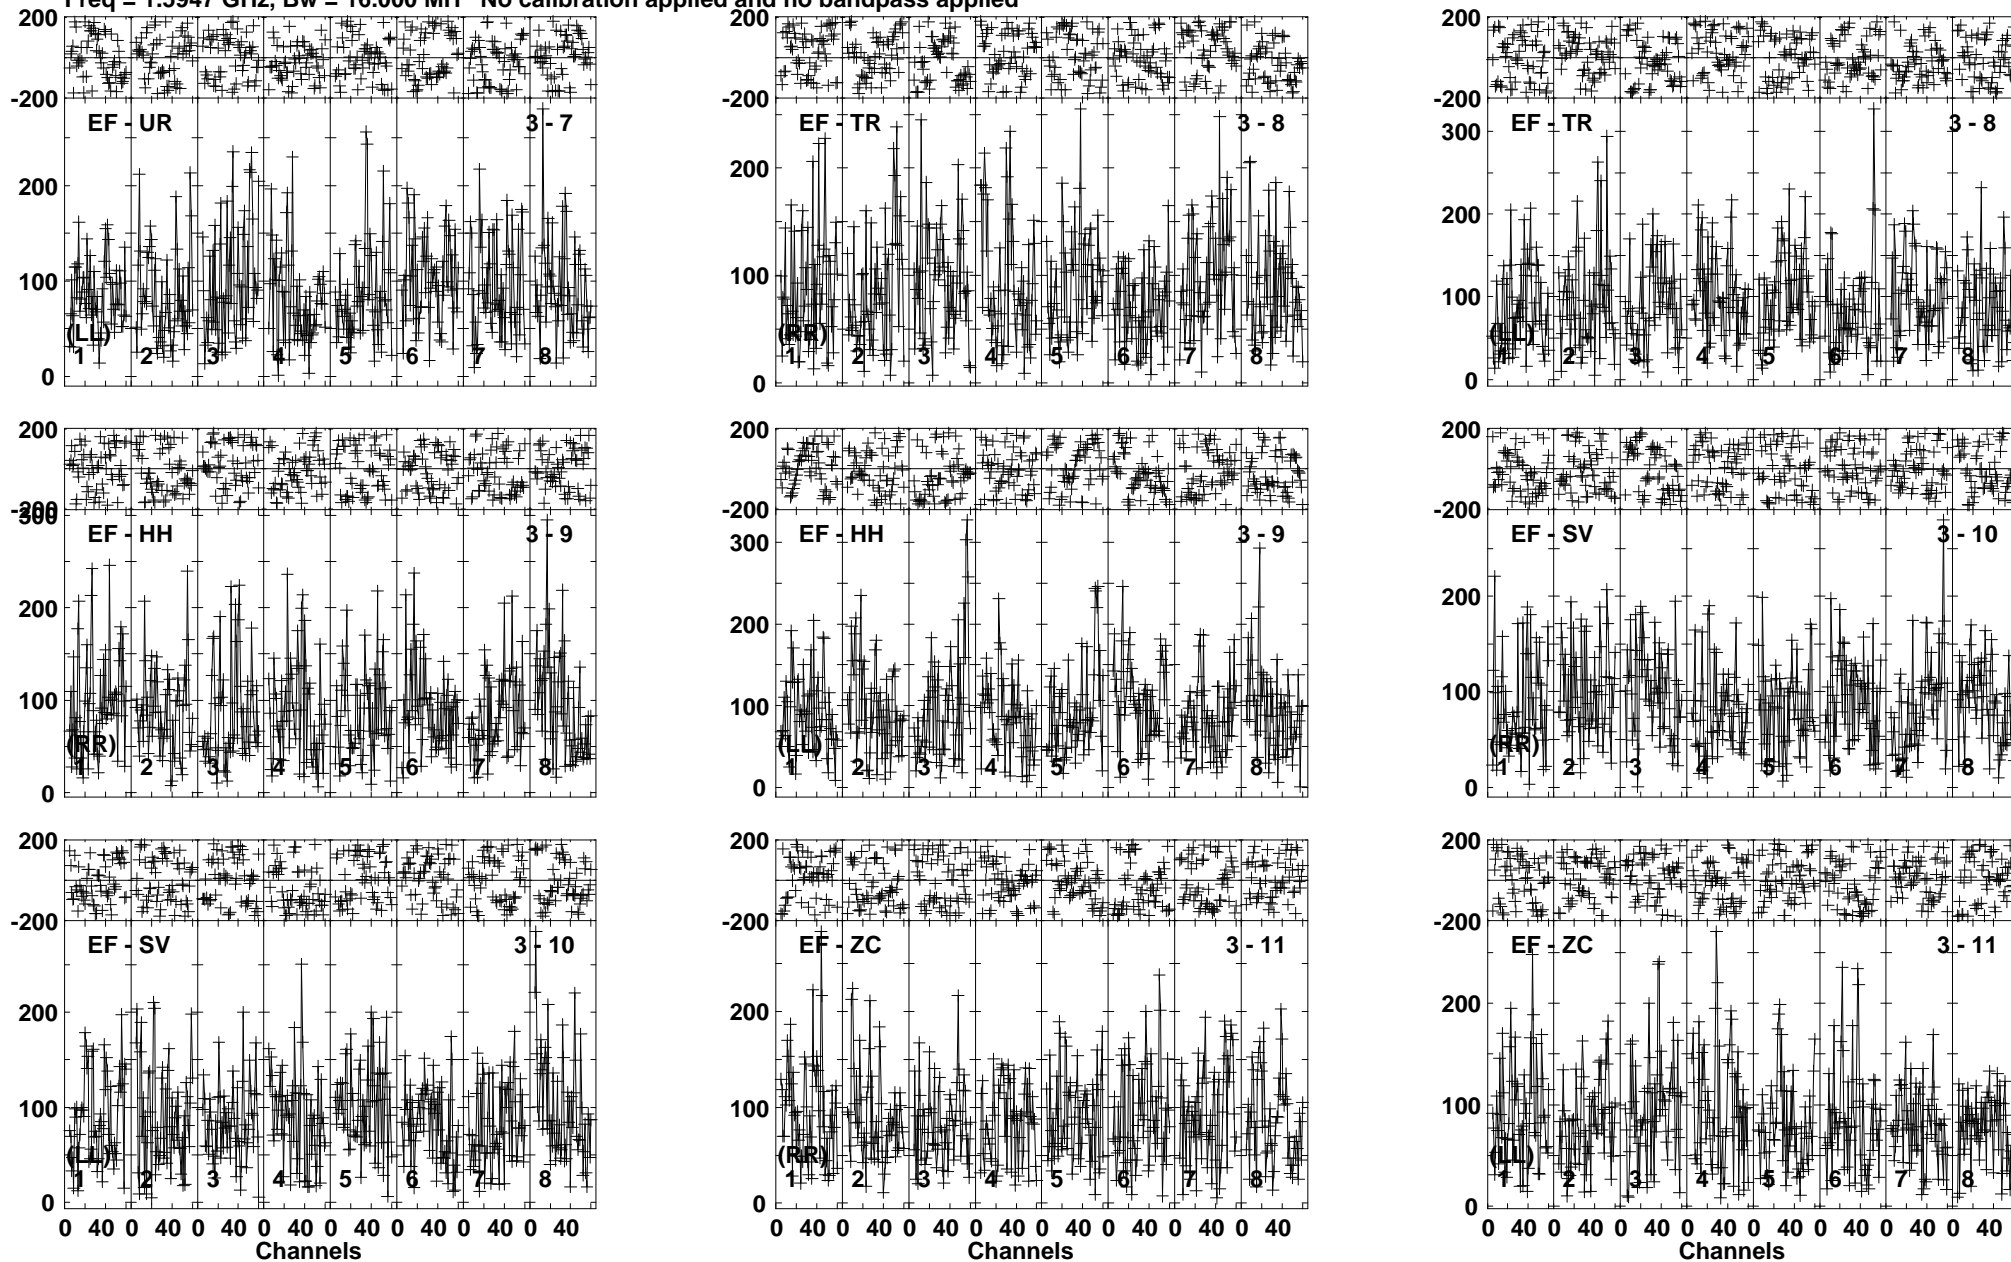 Freq = 1.5947 GHz, Bw = 16.000 MH No calibration applied and no bandpass applied
200 200 200
-200 -200 -200
EF - UR 3 - 7 EF - TR 3 - 8 EF - TR 3 - 8
300
200 200 200
100 100 100
(LL) (RR) (LL)
1 2 3 4 5 6 7 8 1 2 3 4 5 6 7 8 1 2 3 4 5 6 7 8
0 0 0
200 200 200
-200 -200 -200
300
EF - HH 3 - 9 EF - HH 3 - 9 EF - SV 3 - 10
300
200 200 200
100 100 100
(RR) (LL) (RR)
1 2 3 4 5 6 7 8 1 2 3 4 5 6 7 8 1 2 3 4 5 6 7 8
0 0 0
200 200 200
-200 -200 -200
EF - SV 3 - 10 EF - ZC 3 - 11 EF - ZC 3 - 11
200 200 200
100 100 100
(LL) (RR) (LL)
1 2 3 4 5 6 7 8 1 2 3 4 5 6 7 8 1 2 3 4 5 6 7 8
0 0 0
0 40 0 40 0 40 0 40 0 40 0 40 0 40 0 40 0 40 0 40 0 40 0 40 0 40 0 40 0 40 0 40 0 40 0 40 0 40 0 40 0 40 0 40 0 40 0 40
Channels Channels Channels